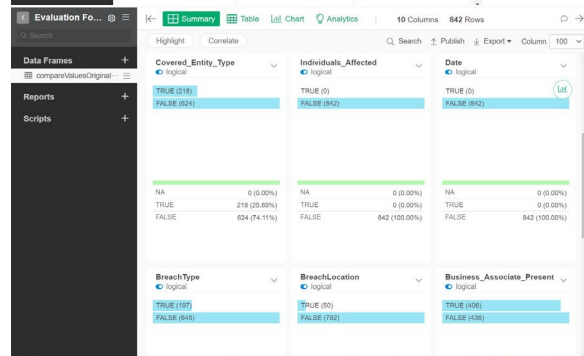 Evaluation Fo...
Summary Table Chart Analytics 10 Columns 842 Rows
Search
Highlight Correlate Search Publish Export Column 100
Data Frames +
compareValuesOriginal...
Reports +
Scripts +
Covered_Entity_Type
logical
TRUE (218)
FALSE (624)
NA 0 (0.00%)
TRUE 218 (25.89%)
FALSE 624 (74.11%)
Individuals_Affected
logical
TRUE (0)
FALSE (842)
NA 0 (0.00%)
TRUE 0 (0.00%)
FALSE 842 (100.00%)
Date
logical
TRUE (0)
FALSE (842)
NA 0 (0.00%)
TRUE 0 (0.00%)
FALSE 842 (100.00%)
BreachType
logical
TRUE (197)
FALSE (645)
BreachLocation
logical
TRUE (50)
FALSE (792)
Business_Associate_Present
logical
TRUE (406)
FALSE (436)